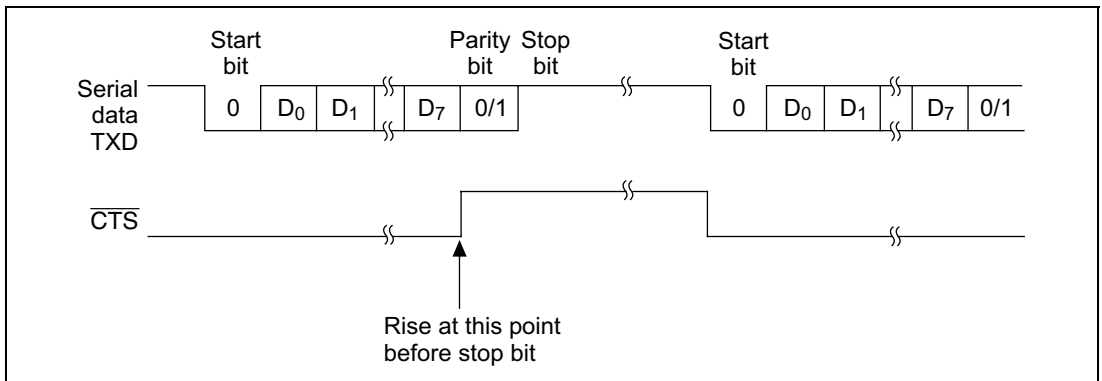 Start bit
Parity bit
Stop bit
Start bit
Serial data TXD
0 D₀ D₁ D₇ 0/1 0 D₀ D₁ D₇ 0/1
C̅T̅S̅
Rise at this point
before stop bit